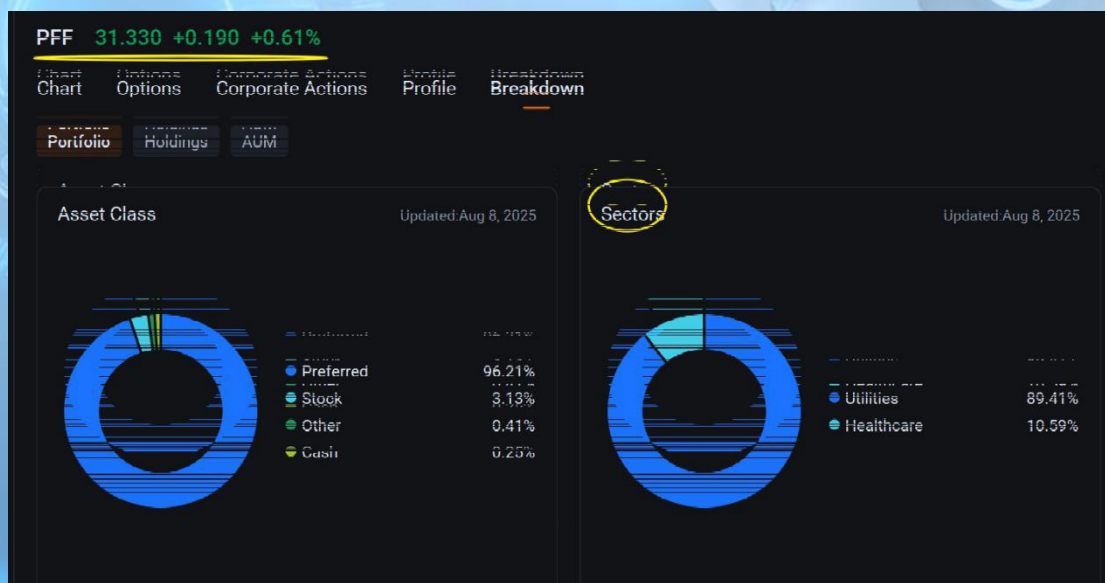 PFF 31.330 +0.190 +0.61%
Chart Options Corporate Actions Profile Breakdown
Portfolio Holdings AUM
Asset Class Updated:Aug 8, 2025
Preferred 96.21%
Stock 3.13%
Other 0.41%
Cash 0.25%
Sectors Updated:Aug 8, 2025
Utilities 89.41%
Healthcare 10.59%